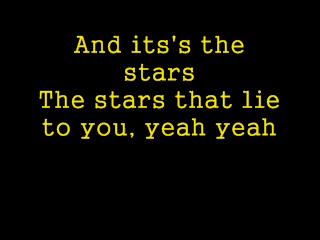 And its's the
stars
The stars that lie
to you, yeah yeah